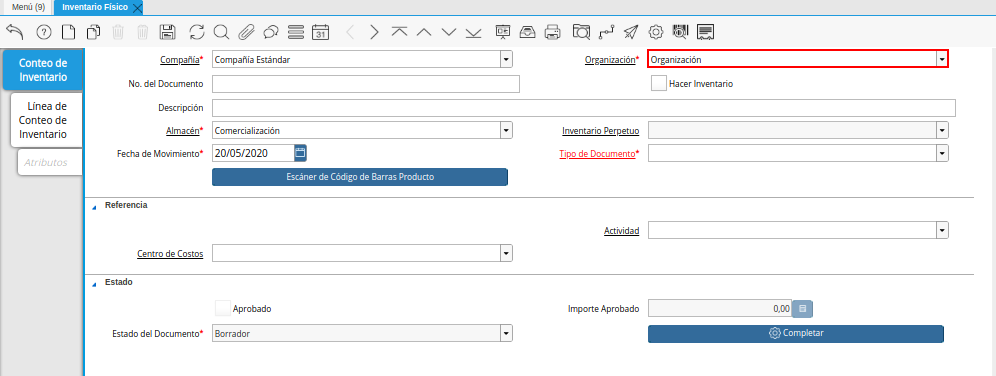 Menú (9) Inventario Físico
31
Conteo de
Inventario
Línea de
Conteo de
Inventario
Atributos
Compañía* Compañía Estándar Organización* Organización
No. del Documento Hacer Inventario
Descripción
Almacén* Comercialización Inventario Perpetuo
Fecha de Movimiento* 20/05/2020 Tipo de Documento*
Escáner de Código de Barras Producto
Referencia
Actividad
Centro de Costos
Estado
Aprobado Importe Aprobado 0,00
Estado del Documento* Borrador Completar